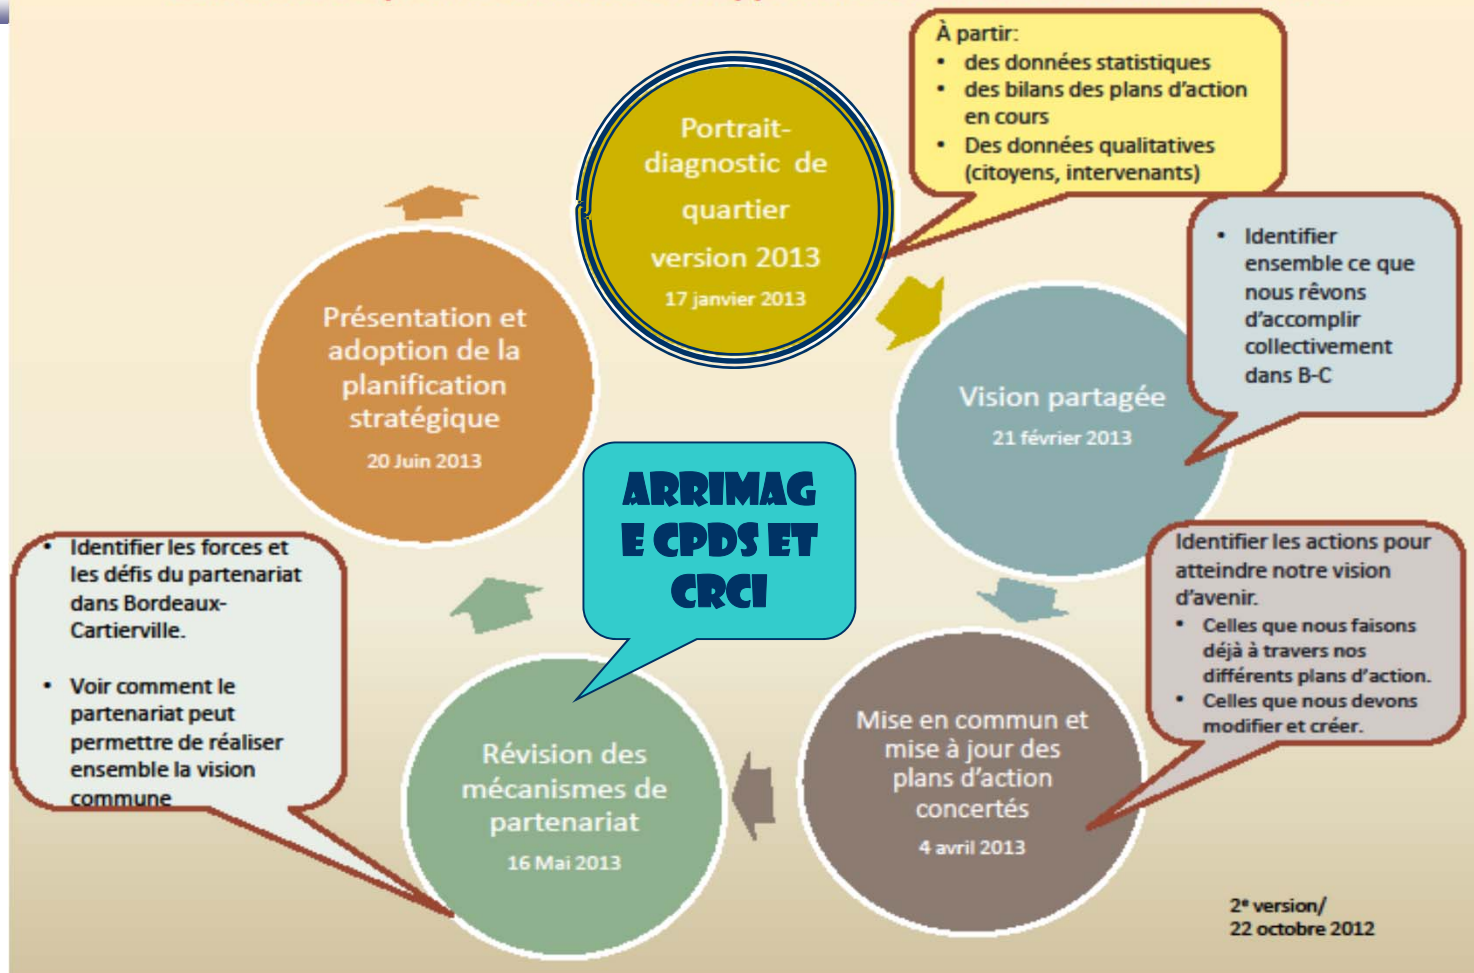 À partir:
• des données statistiques
• des bilans des plans d'action
en cours
• Des données qualitatives
(citoyens, intervenants)
Portrait-
diagnostic de
quartier
version 2013
17 janvier 2013
• Identifier
ensemble ce que
nous rêvons
d'accomplir
collectivement
dans B-C
Vision partagée
21 février 2013
Identifier les actions pour
atteindre notre vision
d'avenir.
• Celles que nous faisons
déjà à travers nos
différents plans d'action.
• Celles que nous devons
modifier et créer.
Mise en commun et
mise à jour des
plans d'action
concertés
4 avril 2013
ARRIMAG
E CPDS ET
CRCI
Révision des
mécanismes de
partenariat
16 Mai 2013
• Identifier les forces et
les défis du partenariat
dans Bordeaux-
Cartierville.
• Voir comment le
partenariat peut
permettre de réaliser
ensemble la vision
commune
Présentation et
adoption de la
planification
stratégique
20 Juin 2013
2e version/
22 octobre 2012